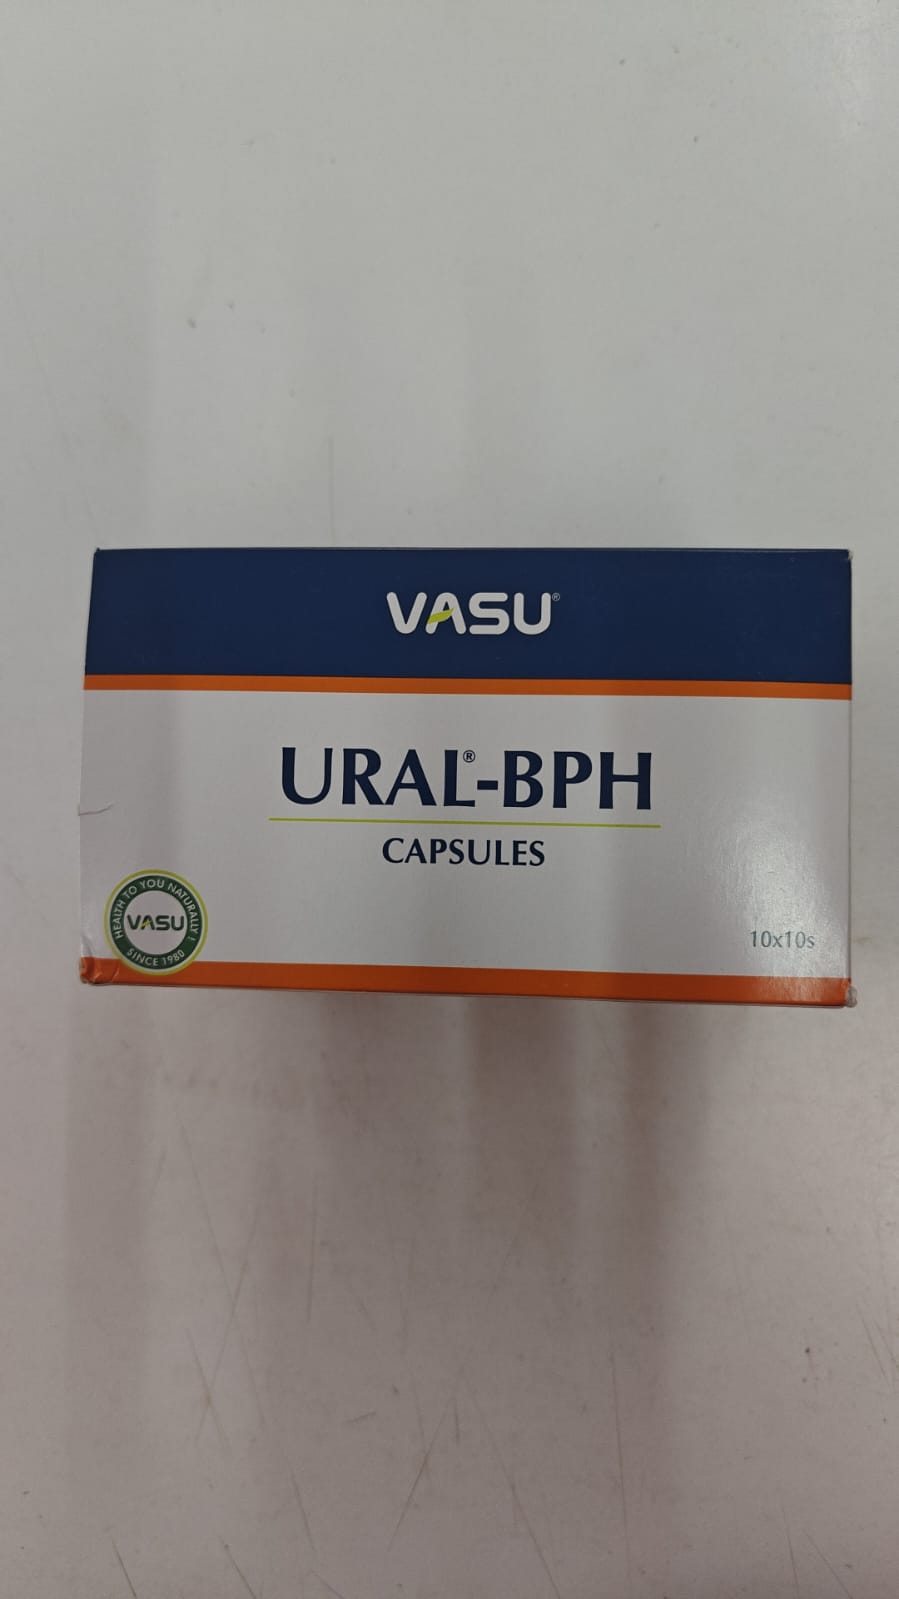 VASU®
URAL®-BPH
CAPSULES
HEALTH TO YOU NATURALLY!
VASU
SINCE 1980
10x10s